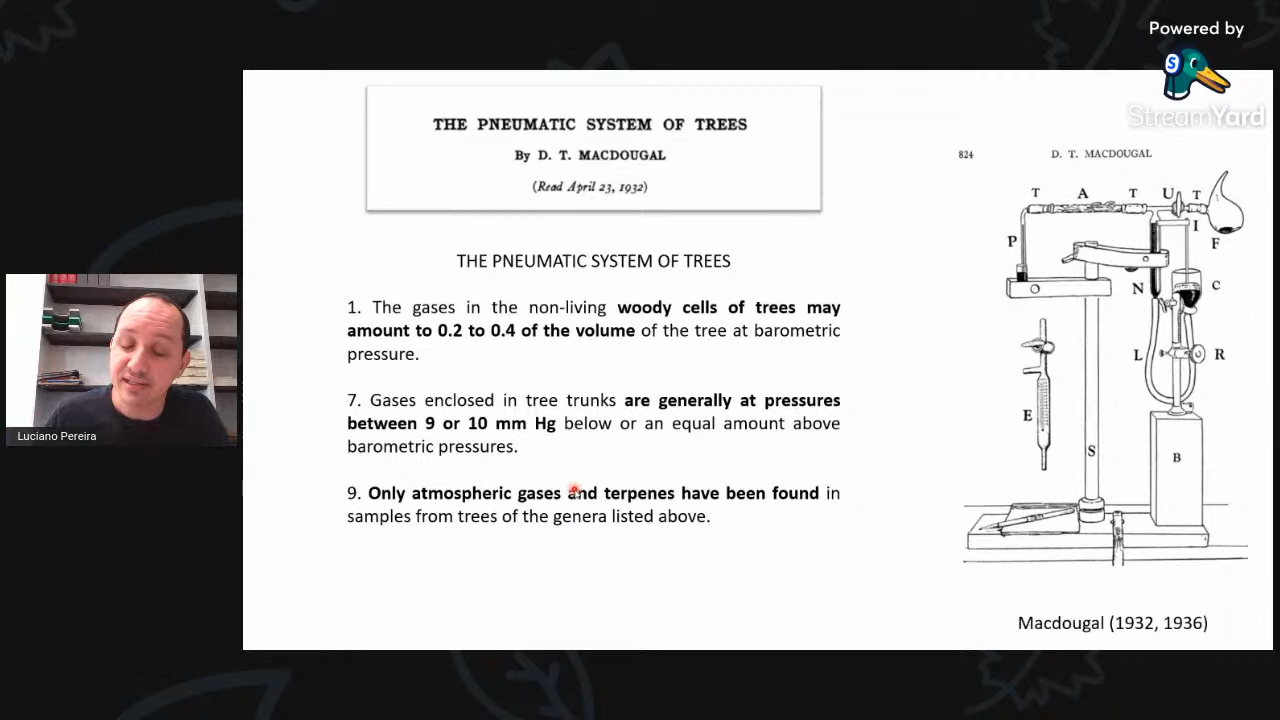 Powered by
S
StreamYard
THE PNEUMATIC SYSTEM OF TREES
By D. T. MACDOUGAL
(Read April 23, 1932)
THE PNEUMATIC SYSTEM OF TREES
1. The gases in the non-living woody cells of trees may
amount to 0.2 to 0.4 of the volume of the tree at barometric
pressure.
7. Gases enclosed in tree trunks are generally at pressures
between 9 or 10 mm Hg below or an equal amount above
barometric pressures.
9. Only atmospheric gases and terpenes have been found in
samples from trees of the genera listed above.
824 D. T. MACDOUGAL
T A T U T
I
P F
N C
L R
E
S B
Macdougal (1932, 1936)
Luciano Pereira